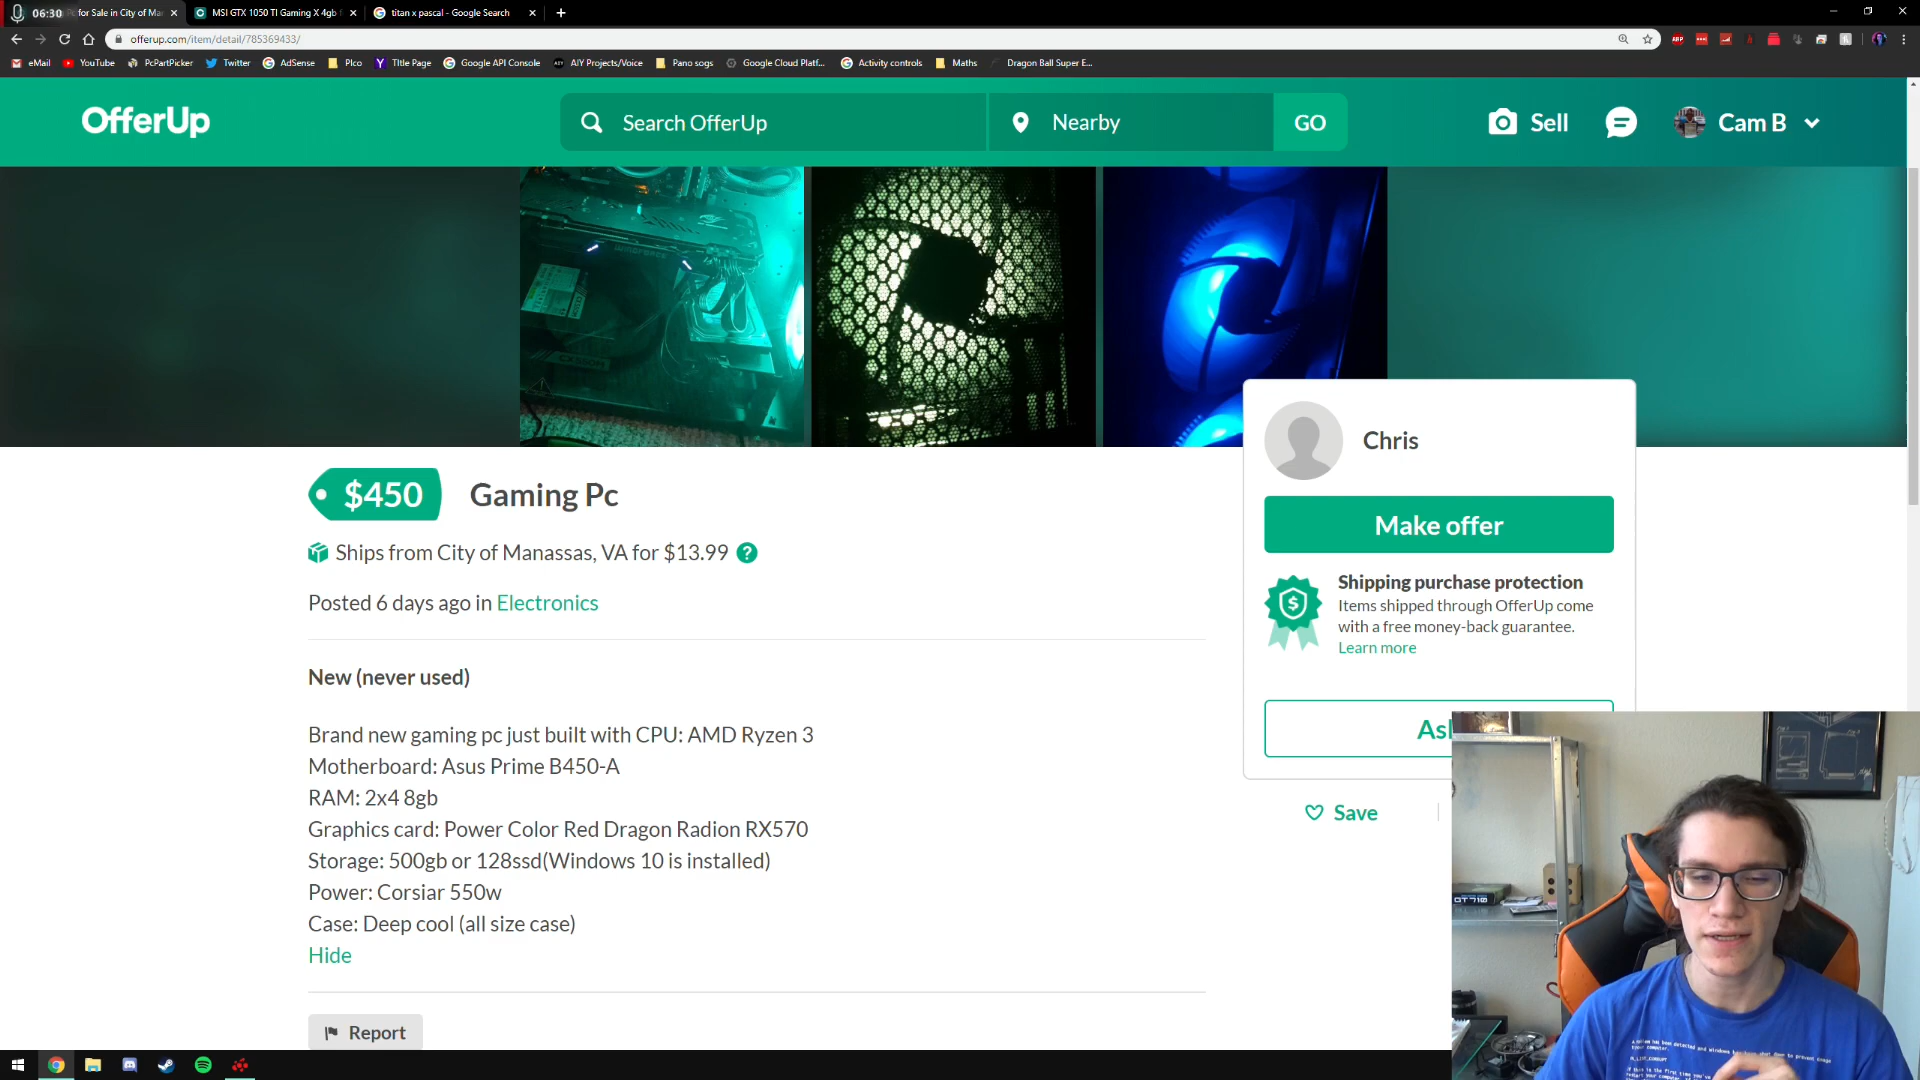 06:30
for Sale in City of Ma
MSI GTX 1050 TI Gaming X 4gb
titan x pascal - Google Search
offerup.com/item/detail/785369433/
eMail
YouTube
PcPartPicker
Twitter
AdSense
PIco
TItle Page
Google API Console
AIY Projects/Voice
Pano sogs
Google Cloud Platf...
Activity controls
Maths
Dragon Ball Super E...
OfferUp
Search OfferUp
Nearby
GO
Sell
Cam B
WINDFORCE
$450
Gaming Pc
Ships from City of Manassas, VA for $13.99 ?
Posted 6 days ago in Electronics
New (never used)
Brand new gaming pc just built with CPU: AMD Ryzen 3
Motherboard: Asus Prime B450-A
RAM: 2x4 8gb
Graphics card: Power Color Red Dragon Radion RX570
Storage: 500gb or 128ssd(Windows 10 is installed)
Power: Corsiar 550w
Case: Deep cool (all size case)
Hide
Report
Chris
Make offer
Shipping purchase protection
Items shipped through OfferUp come
with a free money-back guarantee.
Learn more
Save
GT710